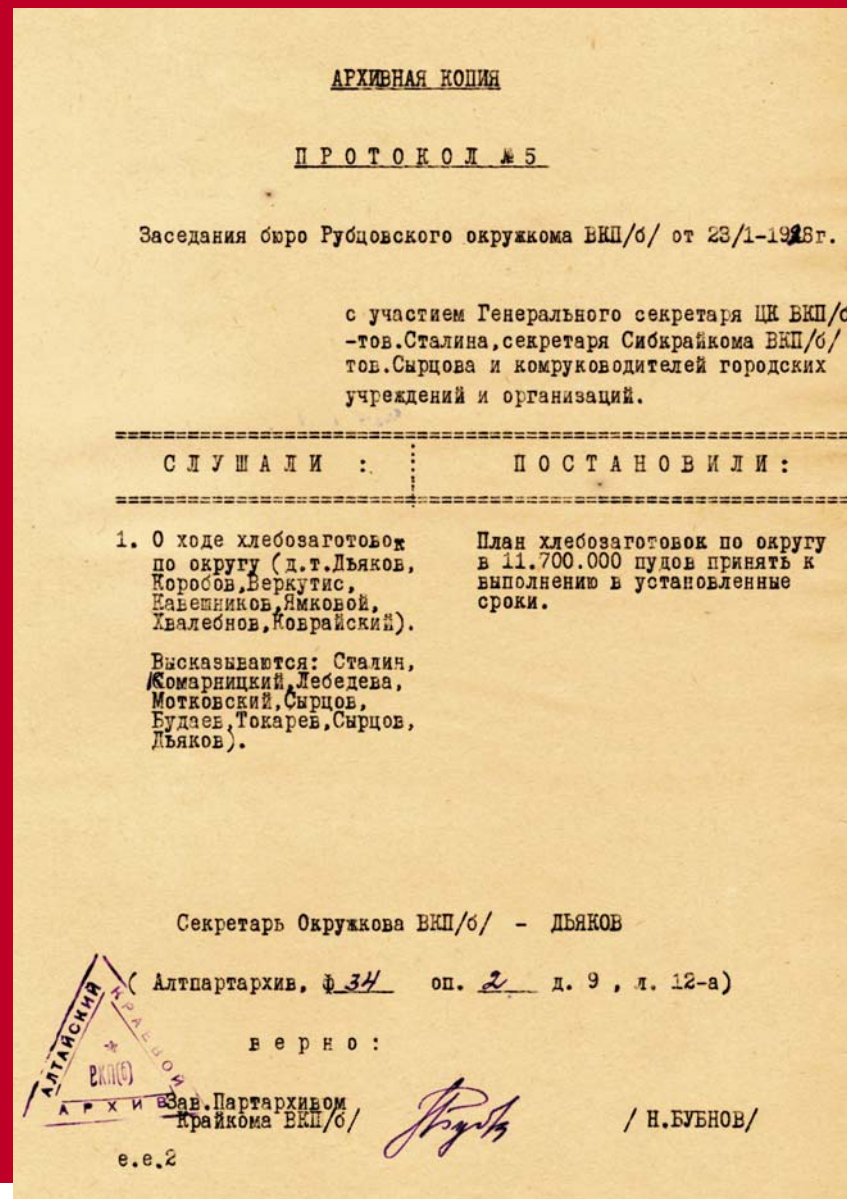 АРХИВНАЯ КОПИЯ
ПРОТОКОЛ №5
Заседания бюро Рубцовского окружкома ВКП/б/ от 23/1-1928г.
с участием Генерального секретаря ЦК ВКП/б
-тов.Сталина,секретаря Сибкрайкома ВКП/б/
тов.Сырцова и комруководителей городских
учреждений и организаций.
СЛУШАЛИ : ПОСТАНОВИЛИ:
1. О ходе хлебозаготовок
по округу (д.т.Дьяков,
Коробов,Веркутис,
Кавешников,Ямковой,
Хвалебнов,Коврайский).
Высказываются: Сталин,
/Комарницкий,Лебедева,
Мотковский,Сырцов,
Будаев,Токарев,Сырцов,
Дьяков).
План хлебозаготовок по округу
в 11.700.000 пудов принять к
выполнению в установленные
сроки.
Секретарь Окружкова ВКП/б/ - ДЬЯКОВ
( Алтпартархив, ф 34 оп. 2 д. 9 , л. 12-а)
верно:
АЛТАЙСКИЙ
КРАЕВОЙ
АРХИВ
ВКП(б)
Зав.Партархивом
Крайкома ВКП/б/ / Н.БУБНОВ/
е.е.2